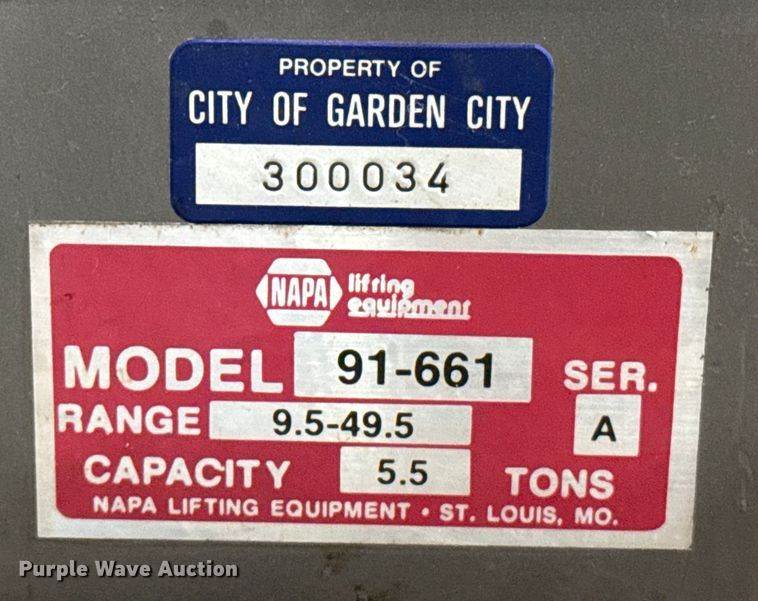 PROPERTY OF
CITY OF GARDEN CITY
300034
NAPA lifting
equipment
MODEL 91-661 SER.
RANGE 9.5-49.5 A
CAPACITY 5.5 TONS
NAPA LIFTING EQUIPMENT • ST. LOUIS, MO.
Purple Wave Auction